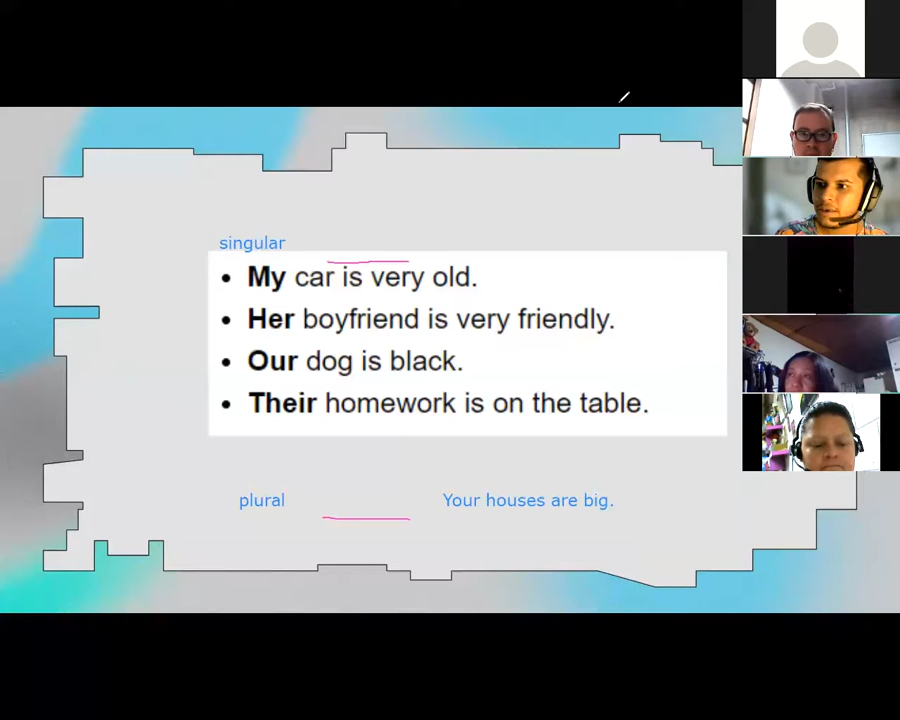 singular
• My car is very old.
• Her boyfriend is very friendly.
• Our dog is black.
• Their homework is on the table.
plural Your houses are big.